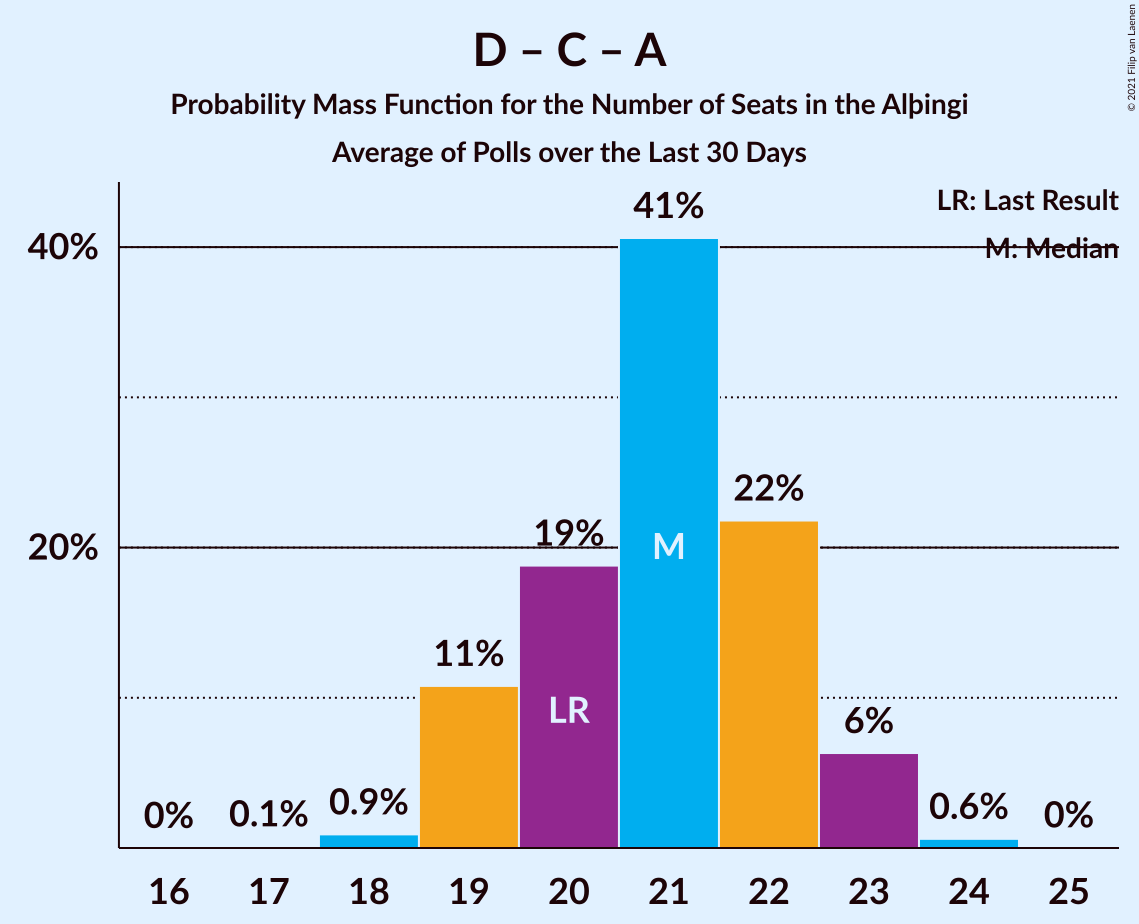 D – C – A
Probability Mass Function for the Number of Seats in the Alþingi
Average of Polls over the Last 30 Days
© 2021 Filip van Laenen
LR: Last Result
M: Median
41%
40%
22%
19%
20%
M
11%
LR
6%
0%
0.1%
0.9%
0.6%
0%
16 17 18 19 20 21 22 23 24 25